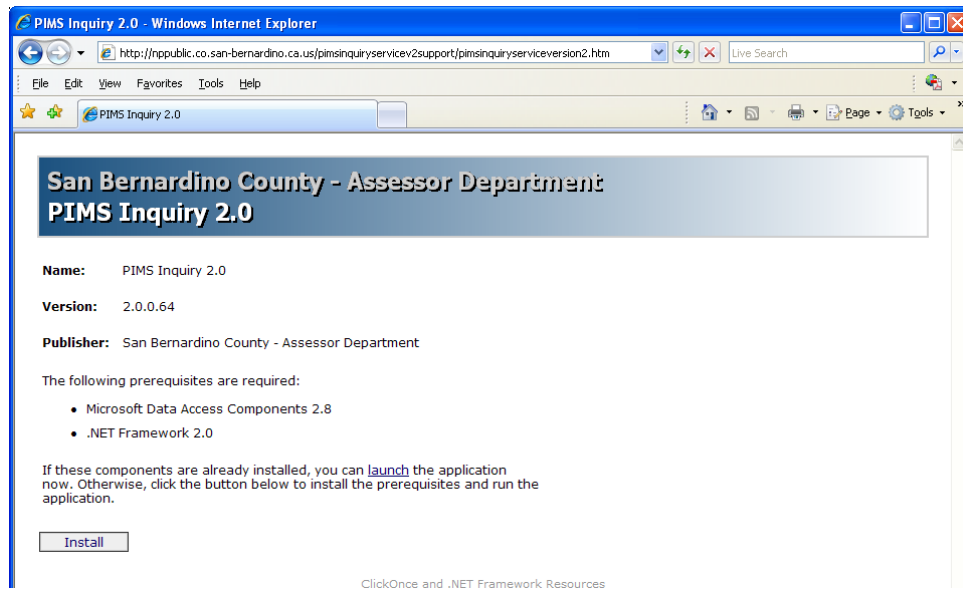 PIMS Inquiry 2.0 - Windows Internet Explorer
http://nppublic.co.san-bernardino.ca.us/pimsinquiryservicev2support/pimsinquiryserviceversion2.htm
Live Search
File Edit View Favorites Tools Help
PIMS Inquiry 2.0
Page Tools
San Bernardino County - Assessor Department
PIMS Inquiry 2.0
Name: PIMS Inquiry 2.0
Version: 2.0.0.64
Publisher: San Bernardino County - Assessor Department
The following prerequisites are required:
• Microsoft Data Access Components 2.8
• .NET Framework 2.0
If these components are already installed, you can launch the application
now. Otherwise, click the button below to install the prerequisites and run the
application.
Install
ClickOnce and .NET Framework Resources